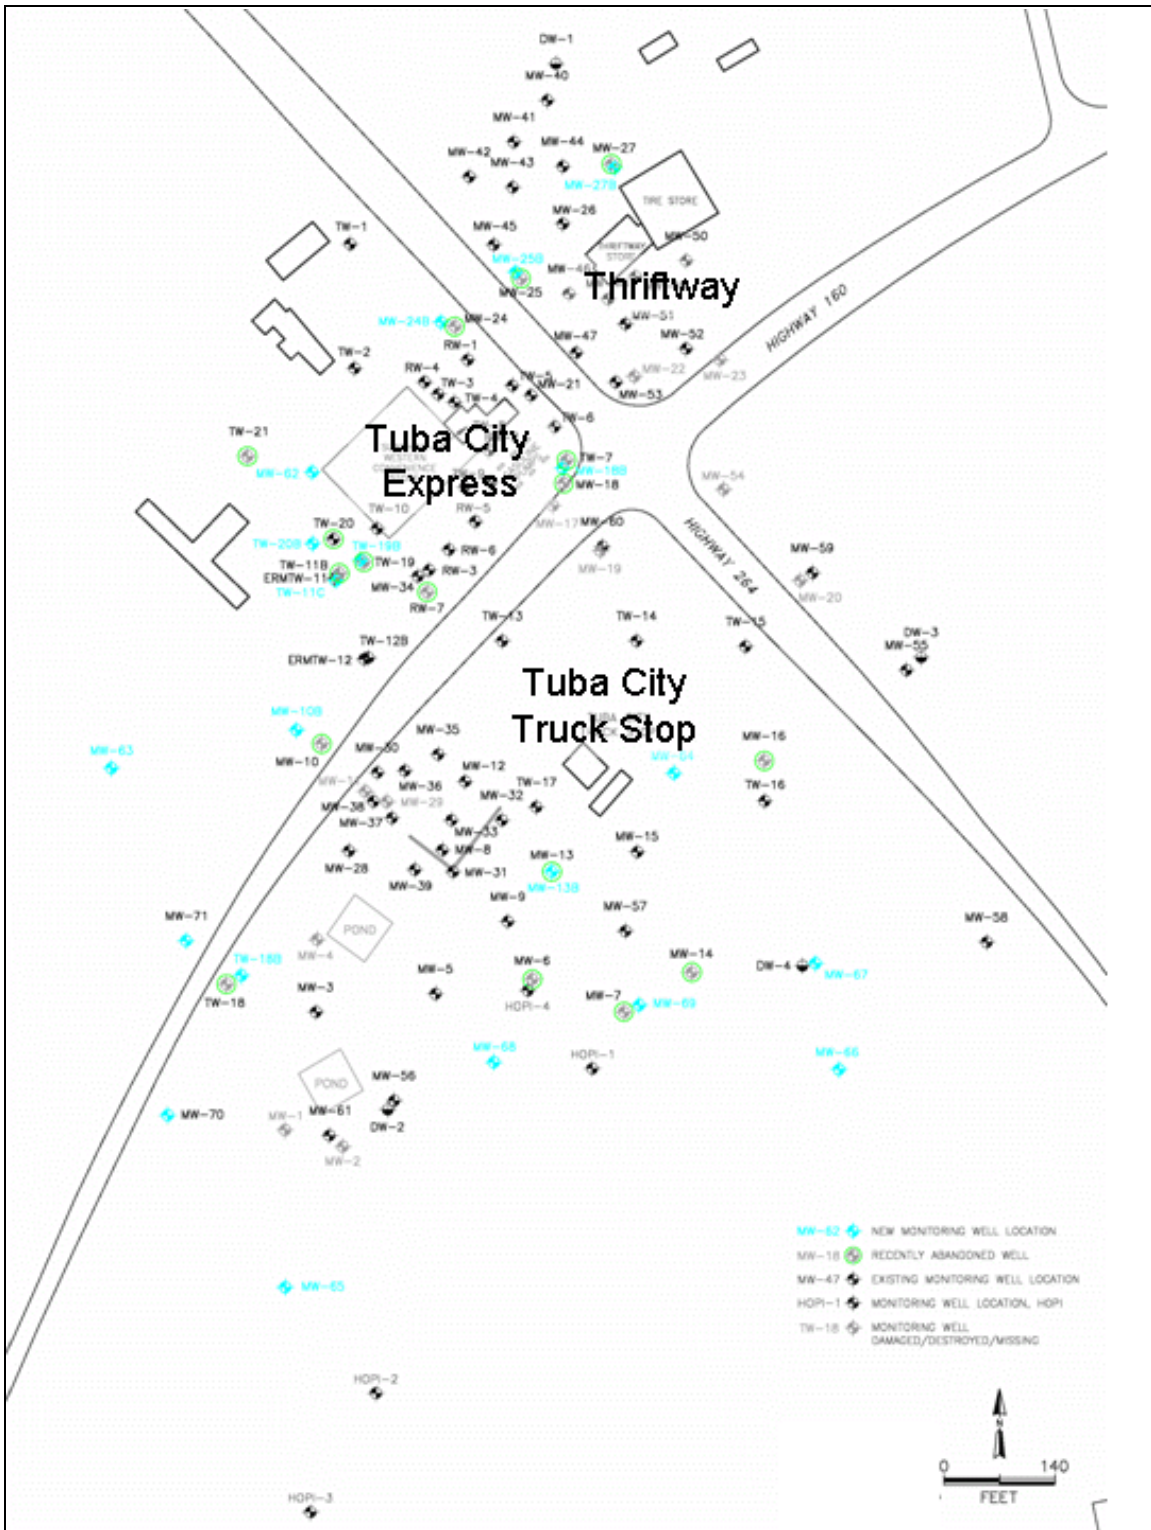 DW-1
MW-40
MW-41
MW-44
MW-27
MW-42
MW-43
MW-27B
TIRE STORE
MW-26
TW-1
MW-45
MW-50
THRIFTWAY
STORE
MW-25B
MW-46
MW-25
Thriftway
HIGHWAY 160
MW-24B
MW-24
MW-51
MW-47
MW-52
RW-1
TW-2
RW-4
TW-3
TW-5
MW-21
MW-22
MW-23
MW-53
TW-4
TW-6
TW-21
Tuba City
Express
WESTERN
CONVENIENCE
MW-62
TW-7
MW-18B
MW-18
TW-9
MW-54
TW-10
RW-5
MW-17
MW-60
HIGHWAY 264
TW-20
TW-20B
TW-19B
RW-6
MW-19
MW-59
TW-11B
TW-19
RW-3
ERMTW-11
MW-34
TW-11C
RW-7
MW-20
TW-13
TW-14
TW-15
DW-3
TW-12B
ERMTW-12
MW-55
Tuba City
Truck Stop
MW-10B
MW-16
MW-63
MW-10
MW-30
MW-35
MW-64
MW-12
MW-36
TW-17
TW-16
MW-38
MW-29
MW-32
MW-37
MW-33
MW-15
MW-28
MW-8
MW-13
MW-39
MW-31
MW-13B
MW-9
MW-57
MW-71
POND
MW-58
MW-4
TW-18B
MW-5
MW-6
MW-14
DW-4
MW-67
TW-18
MW-3
HOPI-4
MW-7
MW-69
MW-68
HOPI-1
MW-66
POND
MW-56
MW-70
MW-1
MW-61
DW-2
MW-2
MW-62 NEW MONITORING WELL LOCATION
MW-18 RECENTLY ABANDONED WELL
MW-65
MW-47 EXISTING MONITORING WELL LOCATION
HOPI-1 MONITORING WELL LOCATION, HOPI
TW-18 MONITORING WELL
DAMAGED/DESTROYED/MISSING
HOPI-2
N
0 140
FEET
HOPI-3